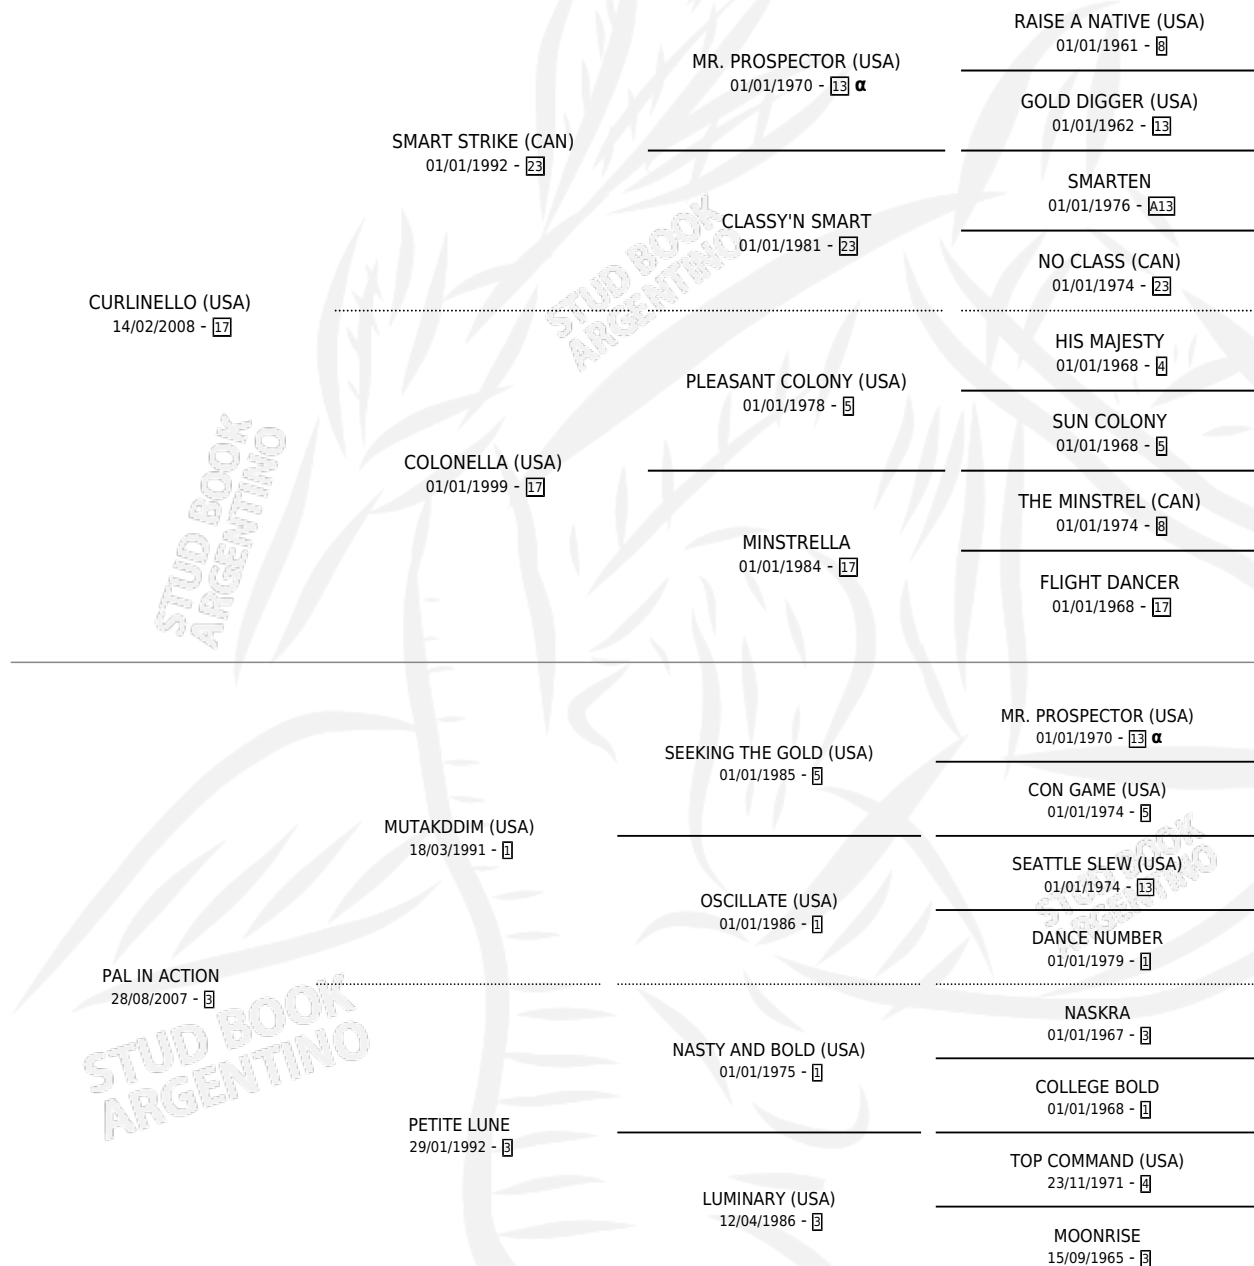 RAISE A NATIVE (USA)
01/01/1961 - 8
MR. PROSPECTOR (USA)
01/01/1970 - 13 α
GOLD DIGGER (USA)
01/01/1962 - 13
SMART STRIKE (CAN)
01/01/1992 - 23
SMARTEN
01/01/1976 - A13
CLASSY'N SMART
01/01/1981 - 23
NO CLASS (CAN)
01/01/1974 - 23
CURLINELLO (USA)
14/02/2008 - 17
HIS MAJESTY
01/01/1968 - 4
PLEASANT COLONY (USA)
01/01/1978 - 5
SUN COLONY
01/01/1968 - 5
COLONELLA (USA)
01/01/1999 - 17
THE MINSTREL (CAN)
01/01/1974 - 8
MINSTRELLA
01/01/1984 - 17
FLIGHT DANCER
01/01/1968 - 17
MR. PROSPECTOR (USA)
01/01/1970 - 13 α
SEEKING THE GOLD (USA)
01/01/1985 - 5
CON GAME (USA)
01/01/1974 - 5
MUTAKDDIM (USA)
18/03/1991 - 1
SEATTLE SLEW (USA)
01/01/1974 - 13
OSCILLATE (USA)
01/01/1986 - 1
DANCE NUMBER
01/01/1979 - 1
PAL IN ACTION
28/08/2007 - 3
NASKRA
01/01/1967 - 3
NASTY AND BOLD (USA)
01/01/1975 - 1
COLLEGE BOLD
01/01/1968 - 1
PETITE LUNE
29/01/1992 - 3
TOP COMMAND (USA)
23/11/1971 - 4
LUMINARY (USA)
12/04/1986 - 3
MOONRISE
15/09/1965 - 3
STUD BOOK
ARGENTINO
STUD BOOK
ARGENTINO
STUD BOOK
ARGENTINO
STUD BOOK
ARGENTINO